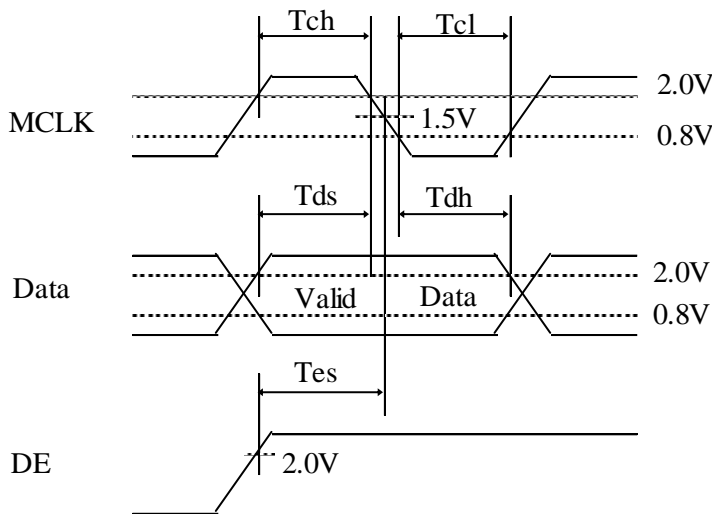 Tch Tcl
2.0V
MCLK 1.5V
0.8V
Tds Tdh
2.0V
Data Valid Data
0.8V
Tes
DE 2.0V